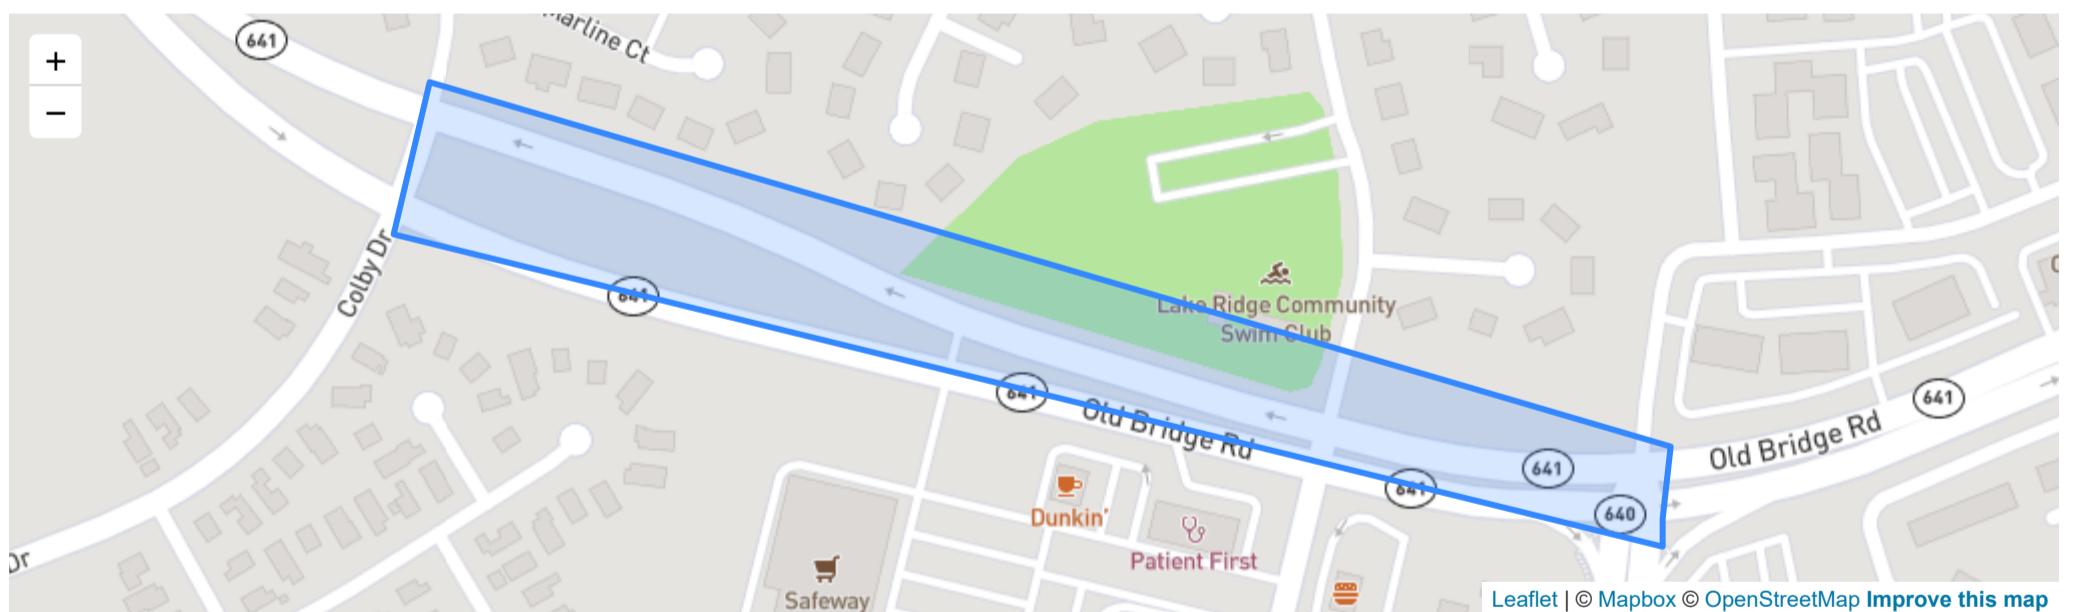 641
Marline Ct
+
−
Colby Dr
641
Lake Ridge Community
Swim Club
641
Old Bridge Rd
641
641
640
Old Bridge Rd
641
Dunkin'
Patient First
Safeway
Dr
Leaflet | © Mapbox © OpenStreetMap Improve this map